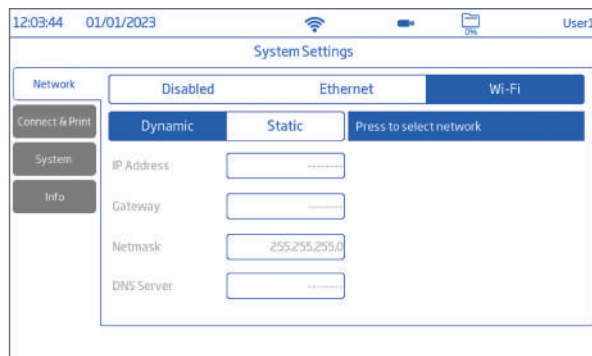 12:03:44 01/01/2023 0% User1
System Settings
Network Disabled Ethernet Wi-Fi
Connect & Print Dynamic Static Press to select network
System IP Address --------
Info
Gateway --------
Netmask 255.255.255.0
DNS Server --------